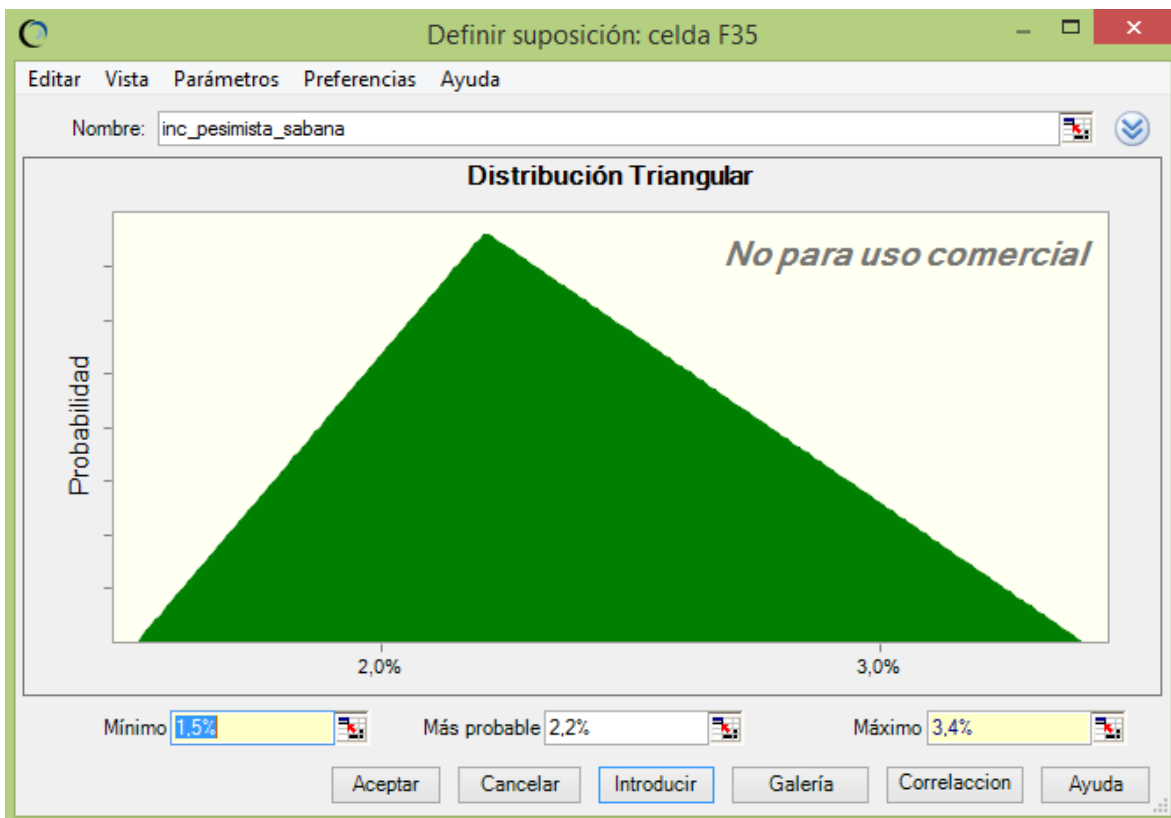 Definir suposición: celda F35
Editar Vista Parámetros Preferencias Ayuda
Nombre: inc_pesimista_sabana
Distribución Triangular
No para uso comercial
Probabilidad
2,0% 3,0%
Mínimo 1,5% Más probable 2,2% Máximo 3,4%
Aceptar Cancelar Introducir Galería Correlaccion Ayuda